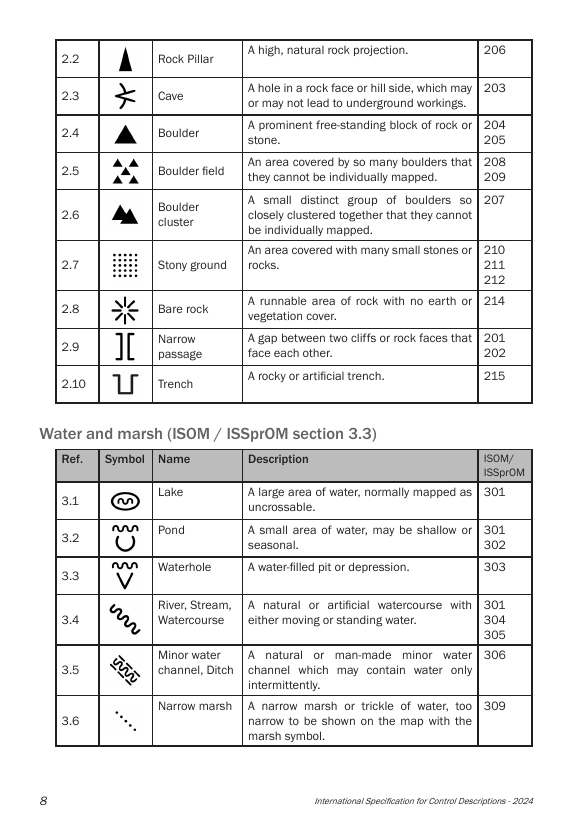 2.2 Rock Pillar A high, natural rock projection. 206
2.3 Cave A hole in a rock face or hill side, which may 203
or may not lead to underground workings.
2.4 Boulder A prominent free-standing block of rock or 204
stone. 205
2.5 Boulder field An area covered by so many boulders that 208
they cannot be individually mapped. 209
2.6 Boulder A small distinct group of boulders so 207
cluster closely clustered together that they cannot
be individually mapped.
2.7 Stony ground An area covered with many small stones or 210
rocks. 211
212
2.8 Bare rock A runnable area of rock with no earth or 214
vegetation cover.
2.9 Narrow A gap between two cliffs or rock faces that 201
passage face each other. 202
2.10 Trench A rocky or artificial trench. 215
Water and marsh (ISOM / ISSprOM section 3.3)
Ref. Symbol Name Description ISOM/
ISSprOM
3.1 Lake A large area of water, normally mapped as 301
uncrossable.
3.2 Pond A small area of water, may be shallow or 301
seasonal. 302
3.3 Waterhole A water-filled pit or depression. 303
3.4 River, Stream, A natural or artificial watercourse with 301
Watercourse either moving or standing water. 304
305
3.5 Minor water A natural or man-made minor water 306
channel, Ditch channel which may contain water only
intermittently.
3.6 Narrow marsh A narrow marsh or trickle of water, too 309
narrow to be shown on the map with the
marsh symbol.
8 International Specification for Control Descriptions - 2024